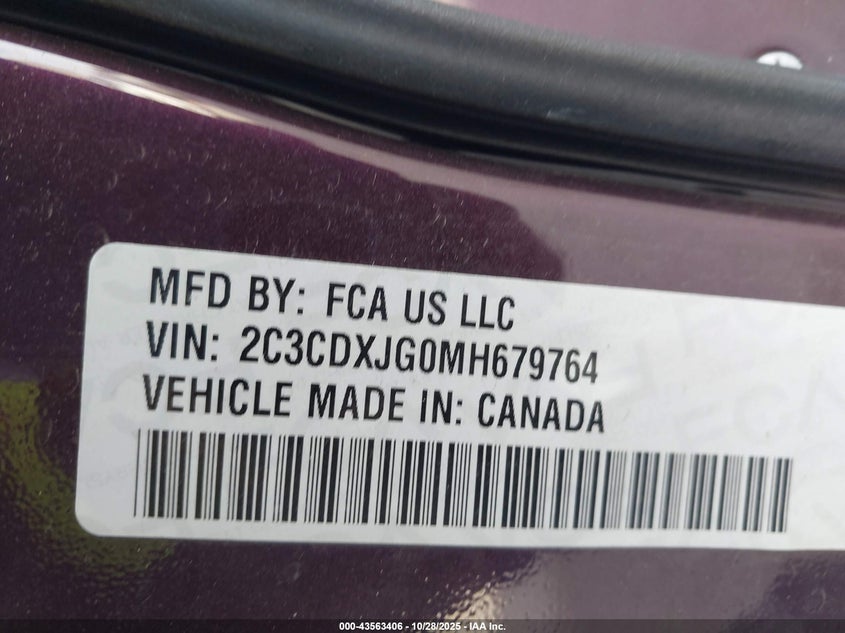 MFD BY: FCA US LLC
VIN: 2C3CDXJG0MH679764
VEHICLE MADE IN: CANADA
000-43563406 - 10/28/2025 - IAA Inc.